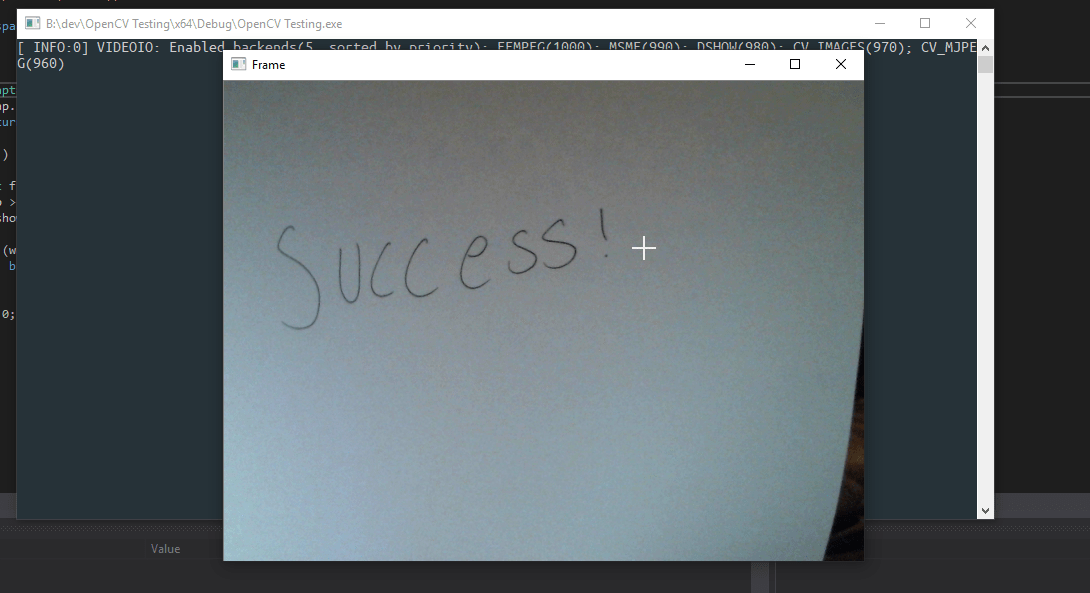 B:\dev\OpenCV Testing\x64\Debug\OpenCV Testing.exe
[ INFO:0] VIDEOIO: Enabled backends(5, sorted by priority): FFMPEG(1000); MSMF(990); DSHOW(980); CV_IMAGES(970); CV_MJPE
G(960)
Frame
Success!
Value